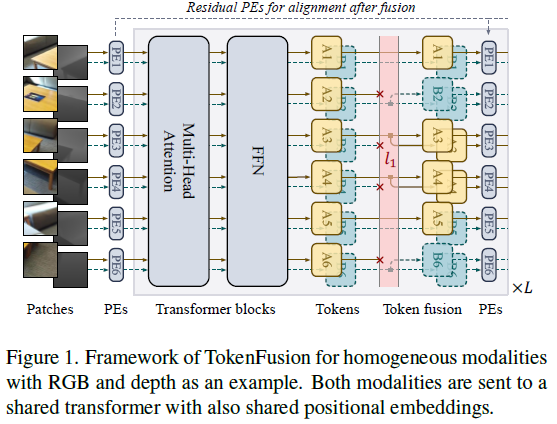 Residual PEs for alignment after fusion
PE1
PE2
PE3
PE4
PE5
PE6
Multi-Head
Attention
FFN
A1
A2
A3
A4
A5
A6
l1
A1
B2
A3
A4
A5
B6
PE1
PE2
PE3
PE4
PE5
PE6
×L
Patches PEs Transformer blocks Tokens Token fusion PEs
Figure 1. Framework of TokenFusion for homogeneous modalities
with RGB and depth as an example. Both modalities are sent to a
shared transformer with also shared positional embeddings.